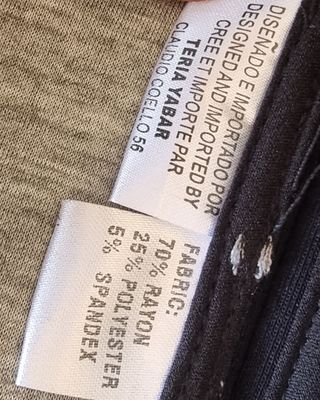 DISEÑADO E IMPORTADO POR
DESIGNED AND IMPORTED BY
CREE ET IMPORTE PAR
TERIA YABAR
CLAUDIO COELLO 56
FABRIC:
70% RAYON
25% POLYESTER
5% SPANDEX